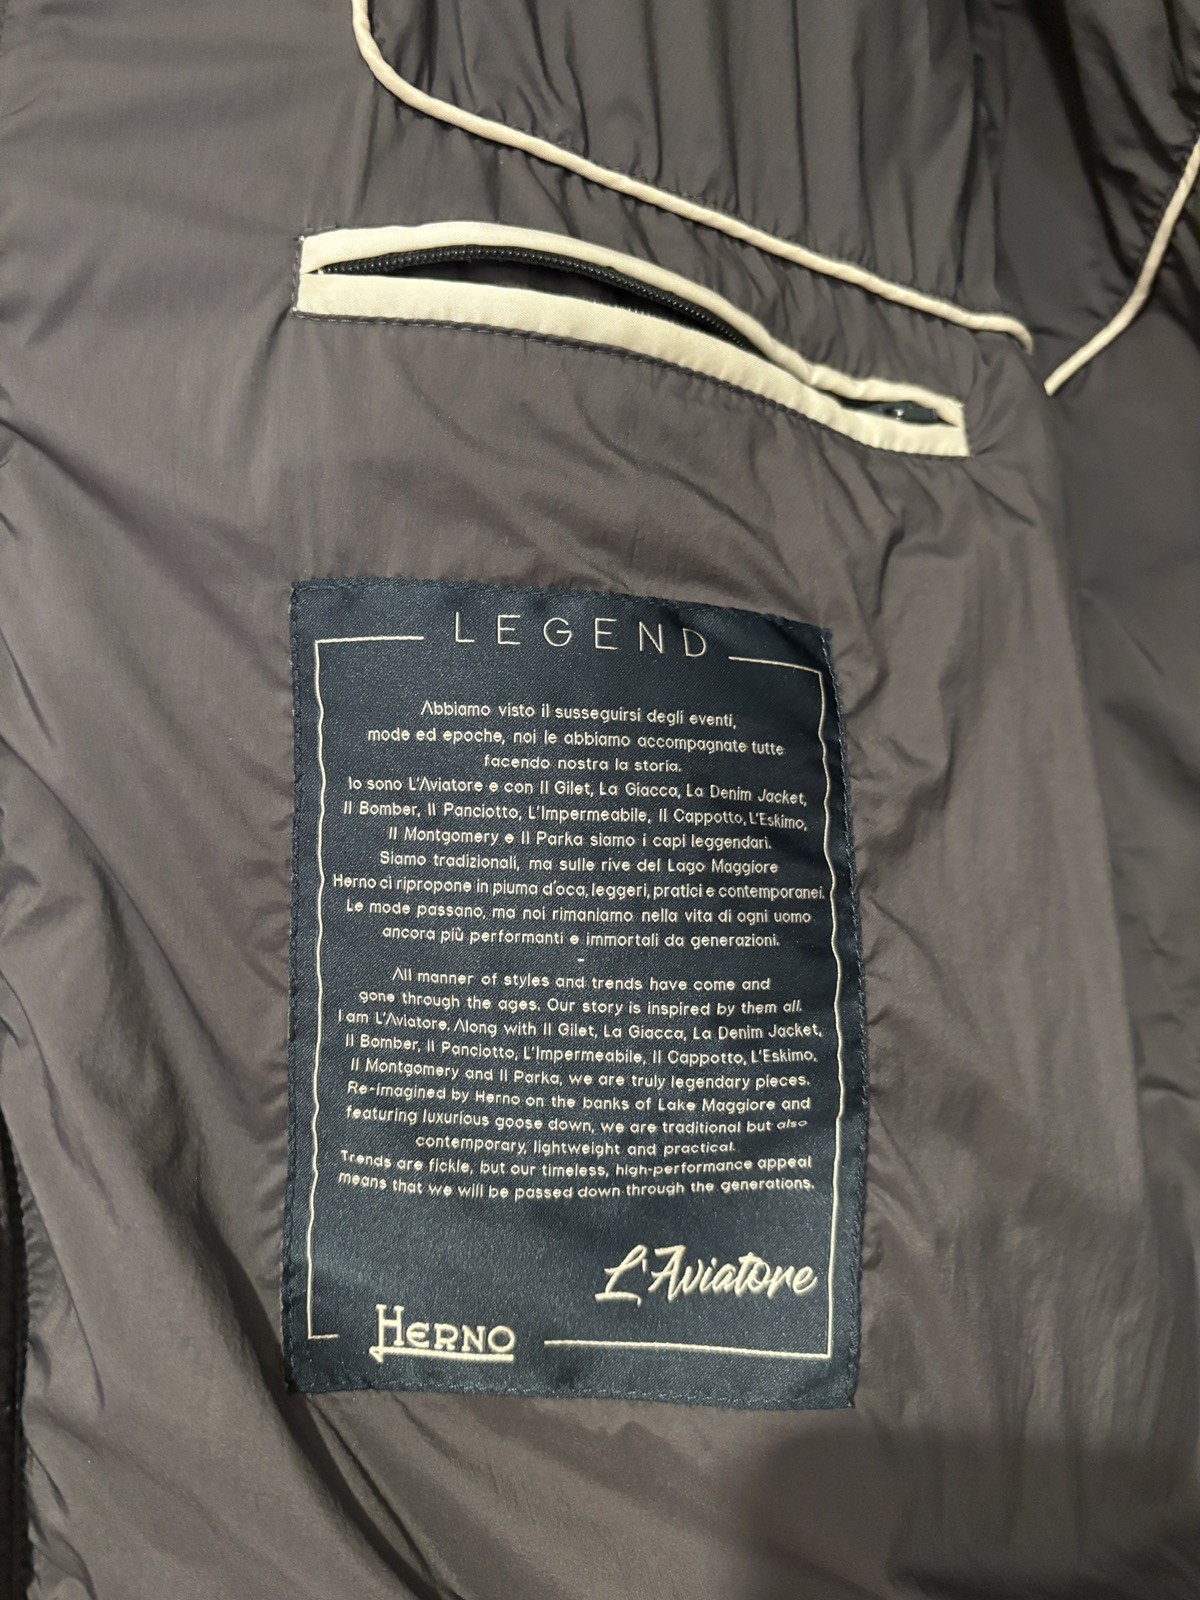 LEGEND
Abbiamo visto il susseguirsi degli eventi,
mode ed epoche, noi le abbiamo accompagnate tutte
facendo nostra la storia.
Io sono L'Aviatore e con Il Gilet, La Giacca, La Denim Jacket,
Il Bomber, Il Panciotto, L'Impermeabile, Il Cappotto, L'Eskimo,
Il Montgomery e Il Parka siamo i capi leggendari.
Siamo tradizionali, ma sulle rive del Lago Maggiore
Herno ci ripropone in piuma d'oca, leggeri, pratici e contemporanei.
Le mode passano, ma noi rimaniamo nella vita di ogni uomo
ancora più performanti e immortali da generazioni.
-
All manner of styles and trends have come and
gone through the ages. Our story is inspired by them all.
I am L'Aviatore. Along with Il Gilet, La Giacca, La Denim Jacket,
Il Bomber, Il Panciotto, L'Impermeabile, Il Cappotto, L'Eskimo,
Il Montgomery and Il Parka, we are truly legendary pieces.
Re-imagined by Herno on the banks of Lake Maggiore and
featuring luxurious goose down, we are traditional but also
contemporary, lightweight and practical.
Trends are fickle, but our timeless, high-performance appeal
means that we will be passed down through the generations.
L'Aviatore
HERNO